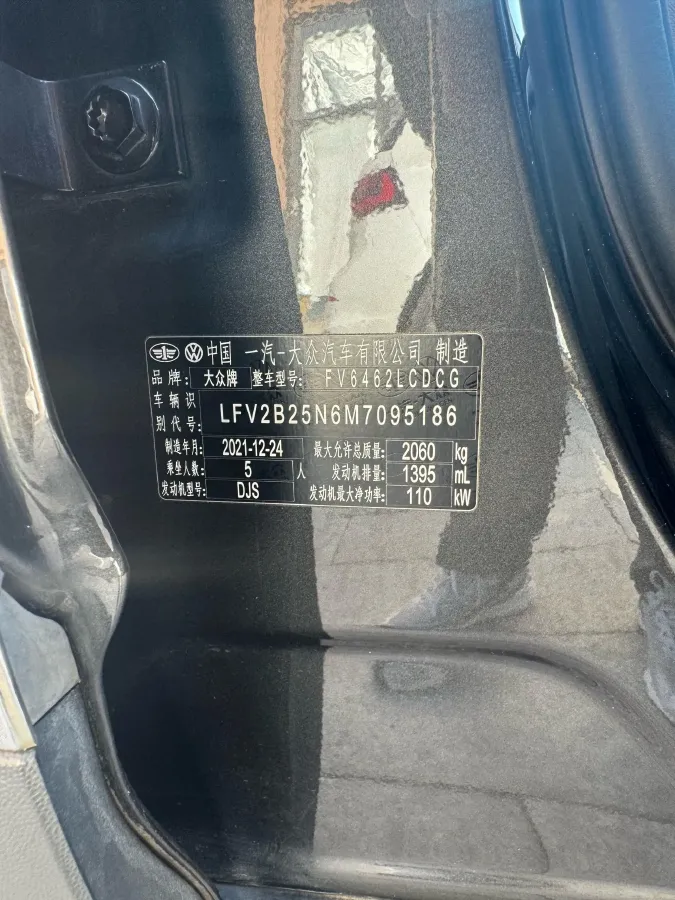 中国 一汽-大众汽车有限公司 制造
品牌: 大众牌 整车型号: FV6462LCDCG
车辆识别代号: LFV2B25N6M7095186
制造年月: 2021-12-24 最大允许总质量: 2060 kg
乘坐人数: 5 人 发动机排量: 1395 mL
发动机型号: DJS 发动机最大净功率: 110 kW